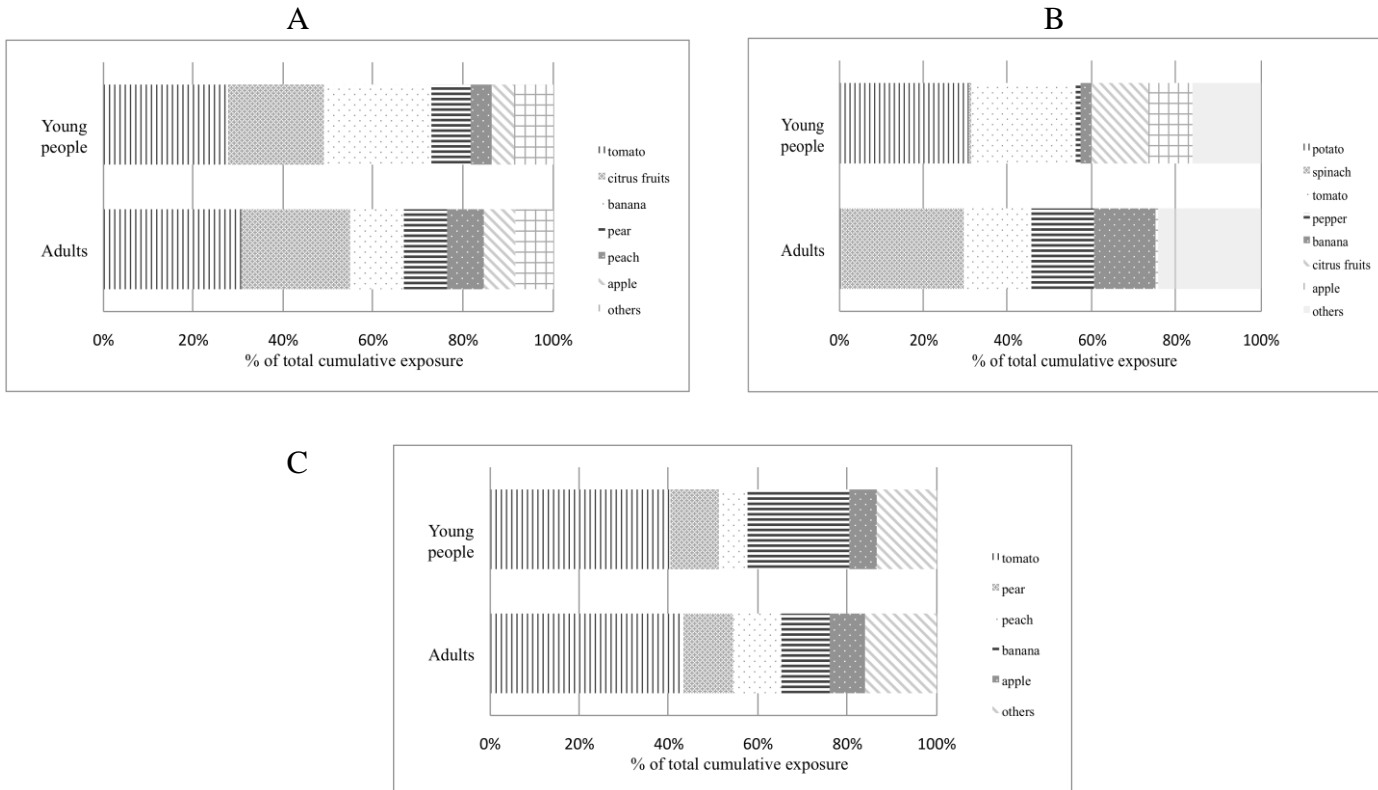 A
Young
people
Adults
0% 20% 40% 60% 80% 100%
% of total cumulative exposure
tomato
citrus fruits
banana
pear
peach
apple
others
B
Young
people
Adults
0% 20% 40% 60% 80% 100%
% of total cumulative exposure
potato
spinach
tomato
pepper
banana
citrus fruits
apple
others
C
Young
people
Adults
0% 20% 40% 60% 80% 100%
% of total cumulative exposure
tomato
pear
peach
banana
apple
others